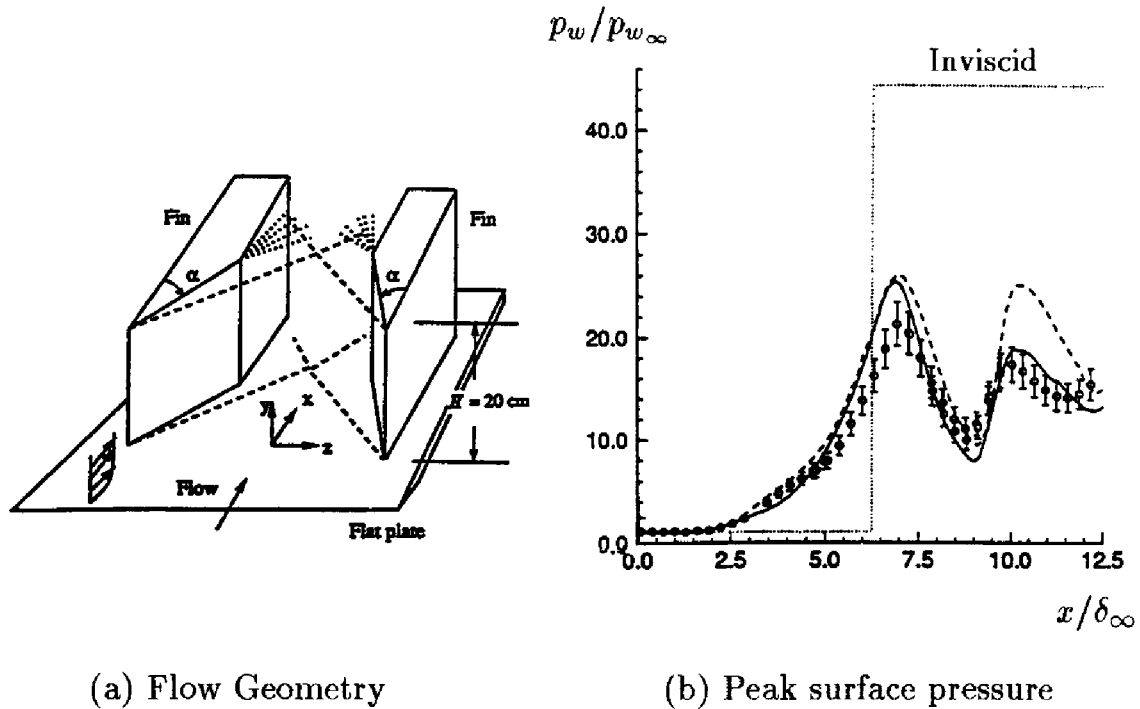 p_w/p_w∞
Inviscid
40.0
30.0
20.0
10.0
0.0
0.0
2.5
5.0
7.5
10.0
12.5
x/δ∞
Fin
Fin
α
α
H = 20 cm
y
x
z
Flow
Flat plate
(a) Flow Geometry
(b) Peak surface pressure